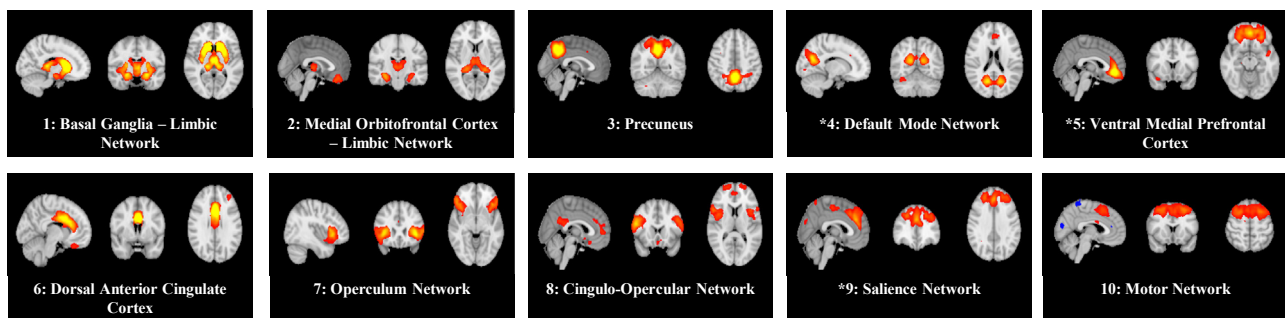 1: Basal Ganglia – Limbic
Network
2: Medial Orbitofrontal Cortex
– Limbic Network
3: Precuneus
*4: Default Mode Network
*5: Ventral Medial Prefrontal
Cortex
6: Dorsal Anterior Cingulate
Cortex
7: Operculum Network
8: Cingulo-Opercular Network
*9: Salience Network
10: Motor Network